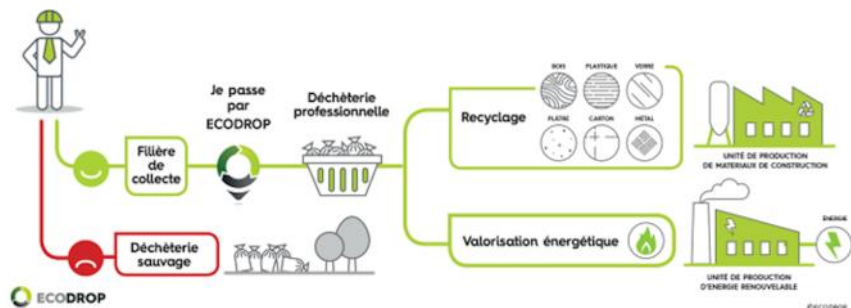 Je passe
par
ECODROP
Déchèterie
professionnelle
Filière
de
collecte
Déchèterie
sauvage
Recyclage
BOIS
PLASTIQUE
VERRE
PLATRE
CARTON
METAL
UNITÉ DE PRODUCTION
DE MATERIAUX DE CONSTRUCTION
Valorisation énergétique
ÉNERGIE
UNITÉ DE PRODUCTION
D'ENERGIE RENOUVELABLE
ECODROP